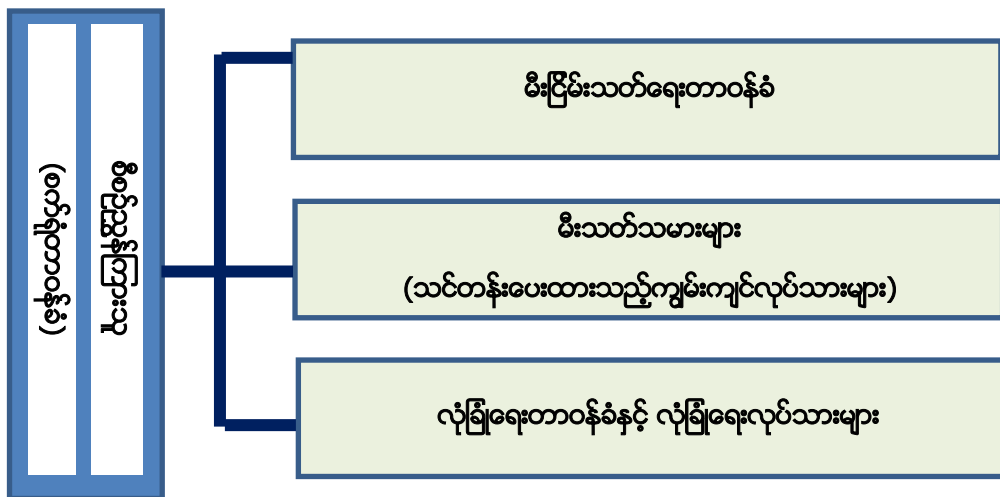 မီးငြိမ်းသတ်ရေးတာဝန်ခံ
မီးသတ်သမားများ
(သင်တန်းပေးထားသည့်ကျွမ်းကျင်လုပ်သားများ)
လုံခြုံရေးတာဝန်ခံနှင့် လုံခြုံရေးလုပ်သားများ